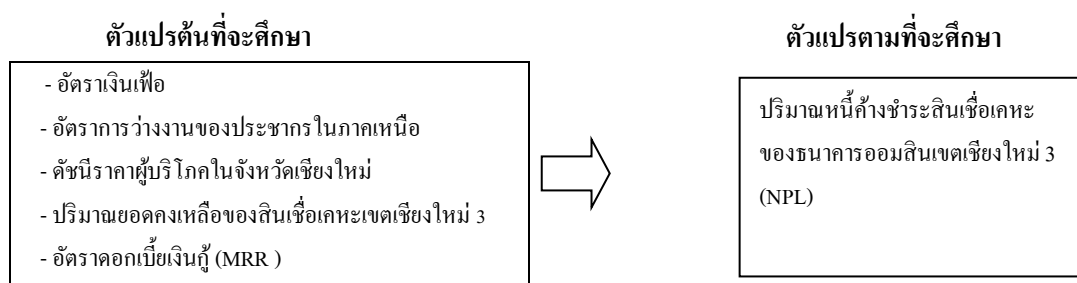 ตัวแปรต้นที่จะศึกษา
- อัตราเงินเฟ้อ
- อัตราการว่างงานของประชากรในภาคเหนือ
- ดัชนีราคาผู้บริโภคในจังหวัดเชียงใหม่
- ปริมาณยอดคงเหลือของสินเชื่อเคหะเขตเชียงใหม่ 3
- อัตราดอกเบี้ยเงินกู้ (MRR )
ตัวแปรตามที่จะศึกษา
ปริมาณหนี้ค้างชำระสินเชื่อเคหะ
ของธนาคารออมสินเขตเชียงใหม่ 3
(NPL)